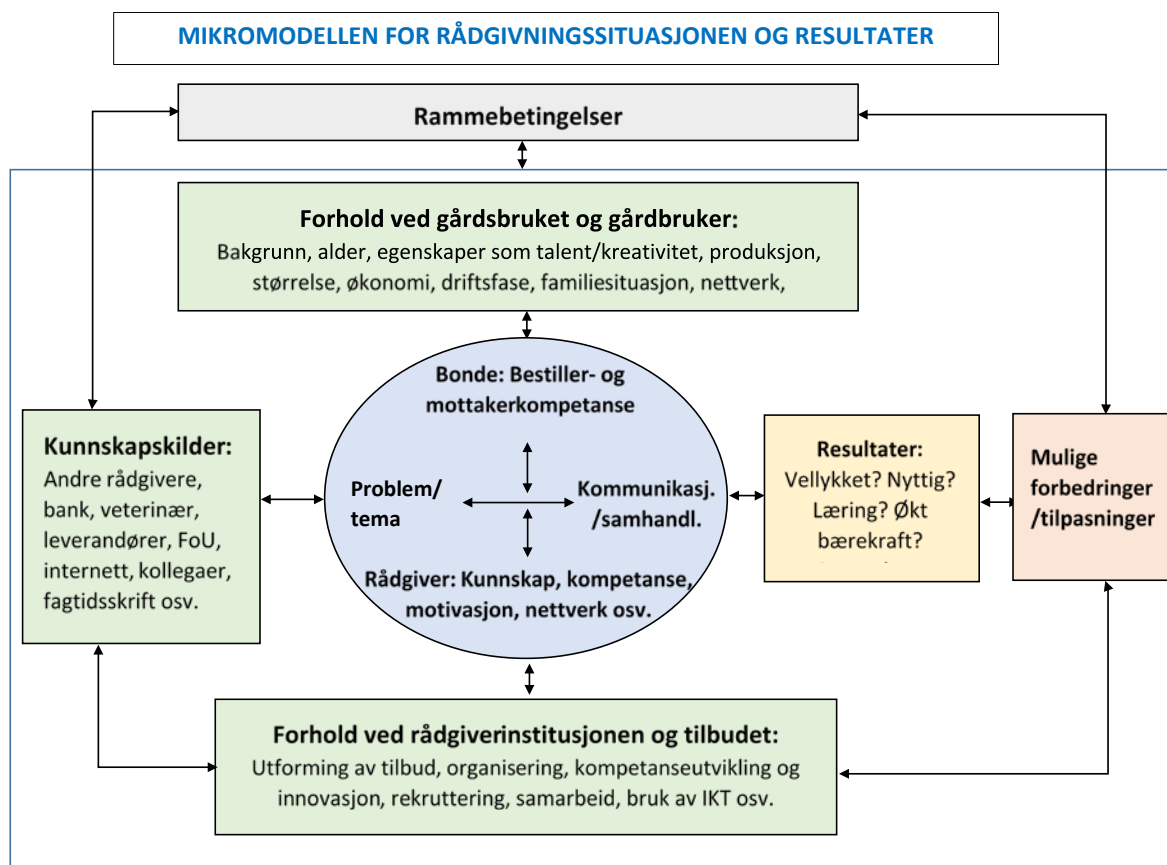 MIKROMODELLEN FOR RÅDGIVNINGSSITUASJONEN OG RESULTATER
Rammebetingelser
Forhold ved gårdsbruket og gårdbruker:
Bakgrunn, alder, egenskaper som talent/kreativitet, produksjon,
størrelse, økonomi, driftsfase, familiesituasjon, nettverk,
Bonde: Bestiller- og
mottakerkompetanse
Kunnskapskilder:
Andre rådgivere,
bank, veterinær,
leverandører, FoU,
internett, kollegaer,
fagtidsskrift osv.
Problem/
tema
Kommunikasj.
/samhandl.
Rådgiver: Kunnskap, kompetanse,
motivasjon, nettverk osv.
Resultater:
Vellykket? Nyttig?
Læring? Økt
bærekraft?
Mulige
forbedringer
/tilpasninger
Forhold ved rådgiverinstitusjonen og tilbudet:
Utforming av tilbud, organisering, kompetanseutvikling og
innovasjon, rekruttering, samarbeid, bruk av IKT osv.